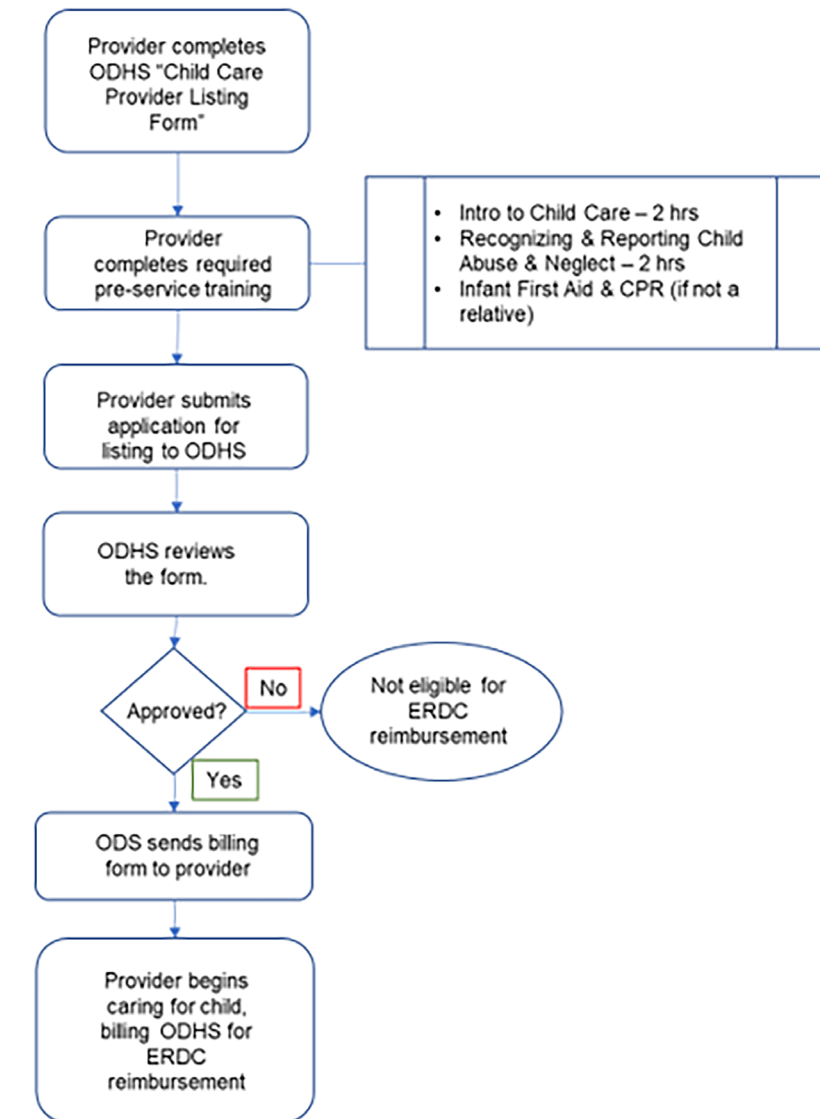 Provider completes
ODHS "Child Care
Provider Listing
Form"
Provider
completes required
pre-service training
• Intro to Child Care – 2 hrs
• Recognizing & Reporting Child
Abuse & Neglect – 2 hrs
• Infant First Aid & CPR (if not a
relative)
Provider submits
application for
listing to ODHS
ODHS reviews
the form.
Approved?
No
Not eligible for
ERDC
reimbursement
Yes
ODS sends billing
form to provider
Provider begins
caring for child,
billing ODHS for
ERDC
reimbursement